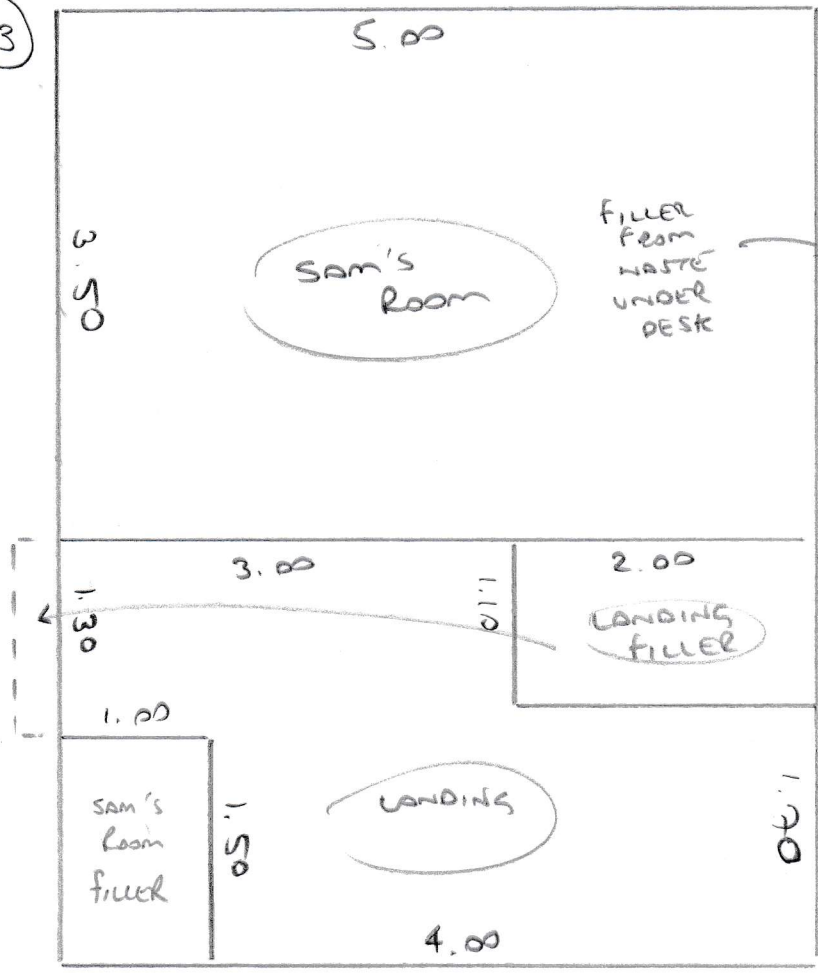 3
5.00
3.50
SAM'S
ROOM
FILLER
FROM
WASTE
UNDER
DESK
3.00
2.00
1.30
1.10
LANDING
FILLER
1.00
SAM'S
ROOM
FILLER
1.50
LANDING
1.70
4.00